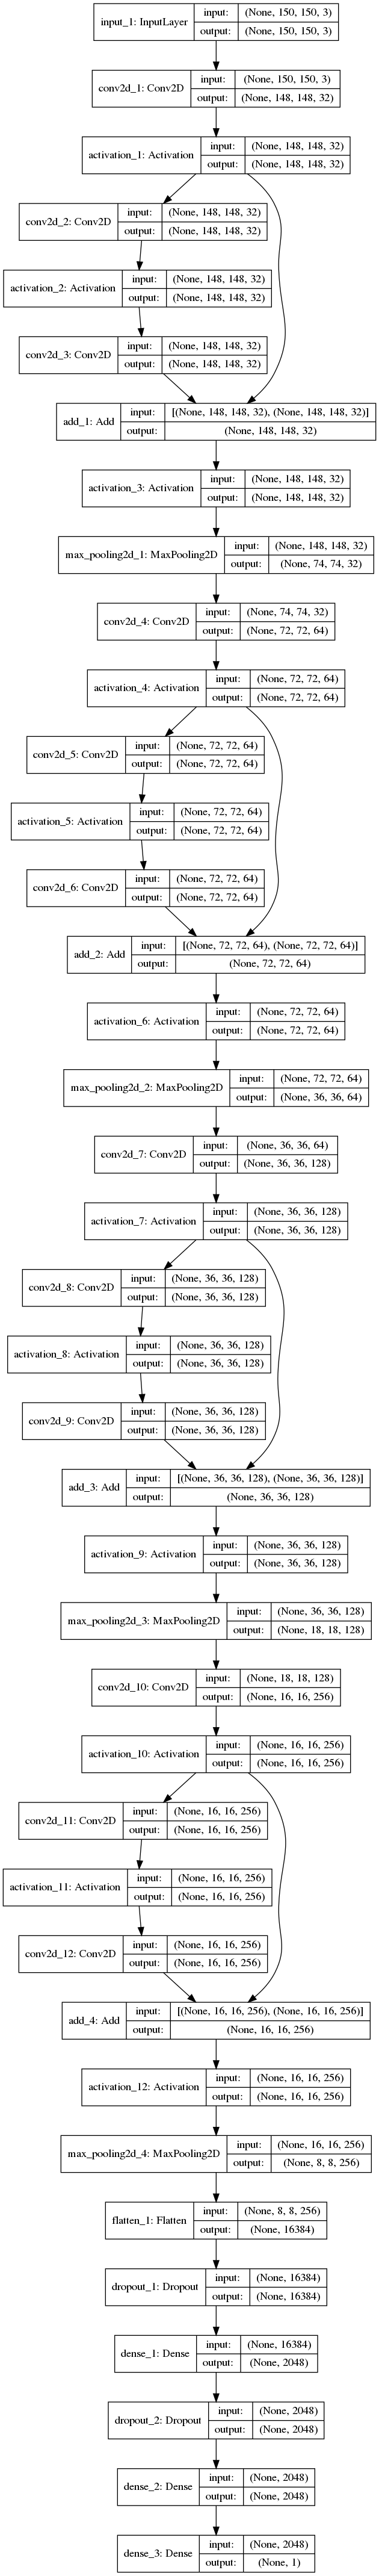 input_1: InputLayer
input: (None, 150, 150, 3)
output: (None, 150, 150, 3)
conv2d_1: Conv2D
input: (None, 150, 150, 3)
output: (None, 148, 148, 32)
activation_1: Activation
input: (None, 148, 148, 32)
output: (None, 148, 148, 32)
conv2d_2: Conv2D
input: (None, 148, 148, 32)
output: (None, 148, 148, 32)
activation_2: Activation
input: (None, 148, 148, 32)
output: (None, 148, 148, 32)
conv2d_3: Conv2D
input: (None, 148, 148, 32)
output: (None, 148, 148, 32)
add_1: Add
input: [(None, 148, 148, 32), (None, 148, 148, 32)]
output: (None, 148, 148, 32)
activation_3: Activation
input: (None, 148, 148, 32)
output: (None, 148, 148, 32)
max_pooling2d_1: MaxPooling2D
input: (None, 148, 148, 32)
output: (None, 74, 74, 32)
conv2d_4: Conv2D
input: (None, 74, 74, 32)
output: (None, 72, 72, 64)
activation_4: Activation
input: (None, 72, 72, 64)
output: (None, 72, 72, 64)
conv2d_5: Conv2D
input: (None, 72, 72, 64)
output: (None, 72, 72, 64)
activation_5: Activation
input: (None, 72, 72, 64)
output: (None, 72, 72, 64)
conv2d_6: Conv2D
input: (None, 72, 72, 64)
output: (None, 72, 72, 64)
add_2: Add
input: [(None, 72, 72, 64), (None, 72, 72, 64)]
output: (None, 72, 72, 64)
activation_6: Activation
input: (None, 72, 72, 64)
output: (None, 72, 72, 64)
max_pooling2d_2: MaxPooling2D
input: (None, 72, 72, 64)
output: (None, 36, 36, 64)
conv2d_7: Conv2D
input: (None, 36, 36, 64)
output: (None, 36, 36, 128)
activation_7: Activation
input: (None, 36, 36, 128)
output: (None, 36, 36, 128)
conv2d_8: Conv2D
input: (None, 36, 36, 128)
output: (None, 36, 36, 128)
activation_8: Activation
input: (None, 36, 36, 128)
output: (None, 36, 36, 128)
conv2d_9: Conv2D
input: (None, 36, 36, 128)
output: (None, 36, 36, 128)
add_3: Add
input: [(None, 36, 36, 128), (None, 36, 36, 128)]
output: (None, 36, 36, 128)
activation_9: Activation
input: (None, 36, 36, 128)
output: (None, 36, 36, 128)
max_pooling2d_3: MaxPooling2D
input: (None, 36, 36, 128)
output: (None, 18, 18, 128)
conv2d_10: Conv2D
input: (None, 18, 18, 128)
output: (None, 16, 16, 256)
activation_10: Activation
input: (None, 16, 16, 256)
output: (None, 16, 16, 256)
conv2d_11: Conv2D
input: (None, 16, 16, 256)
output: (None, 16, 16, 256)
activation_11: Activation
input: (None, 16, 16, 256)
output: (None, 16, 16, 256)
conv2d_12: Conv2D
input: (None, 16, 16, 256)
output: (None, 16, 16, 256)
add_4: Add
input: [(None, 16, 16, 256), (None, 16, 16, 256)]
output: (None, 16, 16, 256)
activation_12: Activation
input: (None, 16, 16, 256)
output: (None, 16, 16, 256)
max_pooling2d_4: MaxPooling2D
input: (None, 16, 16, 256)
output: (None, 8, 8, 256)
flatten_1: Flatten
input: (None, 8, 8, 256)
output: (None, 16384)
dropout_1: Dropout
input: (None, 16384)
output: (None, 16384)
dense_1: Dense
input: (None, 16384)
output: (None, 2048)
dropout_2: Dropout
input: (None, 2048)
output: (None, 2048)
dense_2: Dense
input: (None, 2048)
output: (None, 2048)
dense_3: Dense
input: (None, 2048)
output: (None, 1)